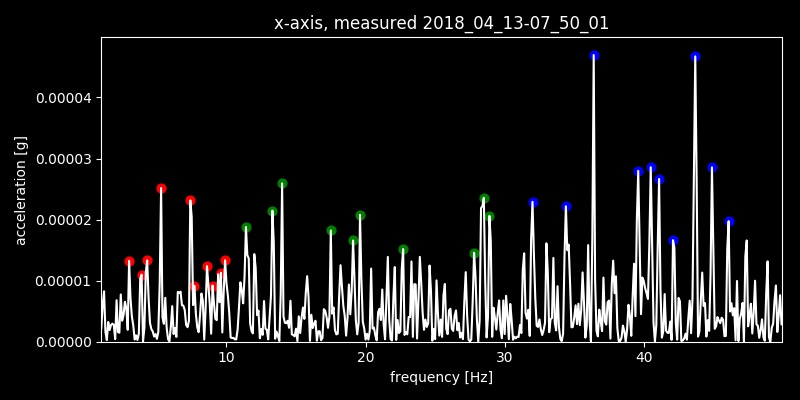 x-axis, measured 2018_04_13-07_50_01
acceleration [g]
0.00004
0.00003
0.00002
0.00001
0.00000
10 20 30 40
frequency [Hz]